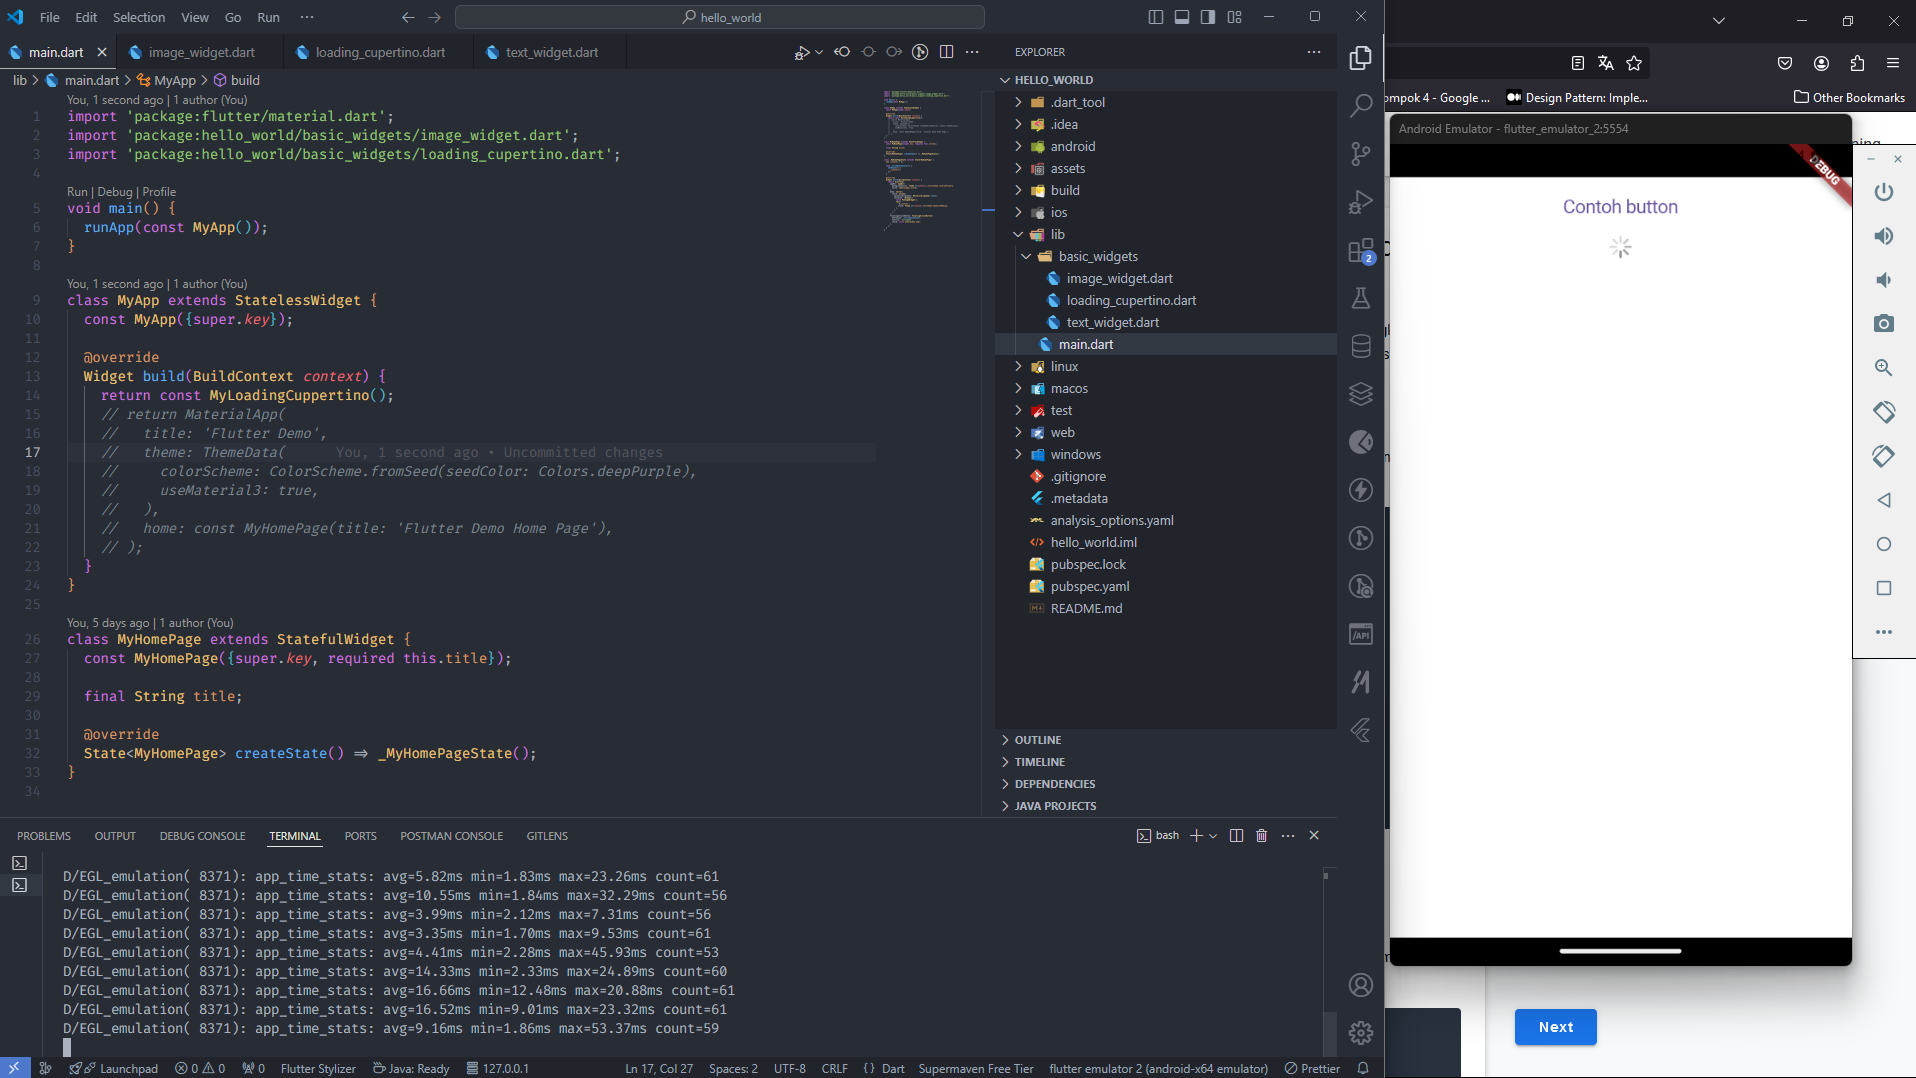 File Edit Selection View Go Run ··· hello_world
main.dart image_widget.dart loading_cupertino.dart text_widget.dart
lib > main.dart > MyApp > build
You, 1 second ago | 1 author (You)
1 import 'package:flutter/material.dart';
2 import 'package:hello_world/basic_widgets/image_widget.dart';
3 import 'package:hello_world/basic_widgets/loading_cupertino.dart';
4
Run | Debug | Profile
5 void main() {
6 runApp(const MyApp());
7 }
8
You, 1 second ago | 1 author (You)
9 class MyApp extends StatelessWidget {
10 const MyApp({super.key});
11
12 @override
13 Widget build(BuildContext context) {
14 return const MyLoadingCuppertino();
15 // return MaterialApp(
16 // title: 'Flutter Demo',
17 // theme: ThemeData( You, 1 second ago • Uncommitted changes
18 // colorScheme: ColorScheme.fromSeed(seedColor: Colors.deepPurple),
19 // useMaterial3: true,
20 // ),
21 // home: const MyHomePage(title: 'Flutter Demo Home Page'),
22 // );
23 }
24 }
25
You, 5 days ago | 1 author (You)
26 class MyHomePage extends StatefulWidget {
27 const MyHomePage({super.key, required this.title});
28
29 final String title;
30
31 @override
32 State<MyHomePage> createState() => _MyHomePageState();
33 }
34
EXPLORER
HELLO_WORLD
.dart_tool
.idea
android
assets
build
ios
lib
basic_widgets
image_widget.dart
loading_cupertino.dart
text_widget.dart
main.dart
linux
macos
test
web
windows
.gitignore
.metadata
analysis_options.yaml
hello_world.iml
pubspec.lock
pubspec.yaml
README.md
OUTLINE
TIMELINE
DEPENDENCIES
JAVA PROJECTS
2
/API
PROBLEMS OUTPUT DEBUG CONSOLE TERMINAL PORTS POSTMAN CONSOLE GITLENS
bash
D/EGL_emulation( 8371): app_time_stats: avg=5.82ms min=1.83ms max=23.26ms count=61
D/EGL_emulation( 8371): app_time_stats: avg=10.55ms min=1.84ms max=32.29ms count=56
D/EGL_emulation( 8371): app_time_stats: avg=3.99ms min=2.12ms max=7.31ms count=56
D/EGL_emulation( 8371): app_time_stats: avg=3.35ms min=1.70ms max=9.53ms count=61
D/EGL_emulation( 8371): app_time_stats: avg=4.41ms min=2.28ms max=45.93ms count=53
D/EGL_emulation( 8371): app_time_stats: avg=14.33ms min=2.33ms max=24.89ms count=60
D/EGL_emulation( 8371): app_time_stats: avg=16.66ms min=12.48ms max=20.88ms count=61
D/EGL_emulation( 8371): app_time_stats: avg=16.52ms min=9.01ms max=23.32ms count=61
D/EGL_emulation( 8371): app_time_stats: avg=9.16ms min=1.86ms max=53.37ms count=59
Launchpad 0 0 0 Flutter Stylizer Java: Ready 127.0.0.1 Ln 17, Col 27 Spaces: 2 UTF-8 CRLF { } Dart Supermaven Free Tier flutter emulator 2 (android-x64 emulator) Prettier
ompok 4 - Google ... Design Pattern: Imple... Other Bookmarks
Android Emulator - flutter_emulator_2:5554
DEBUG
Contoh button
Next